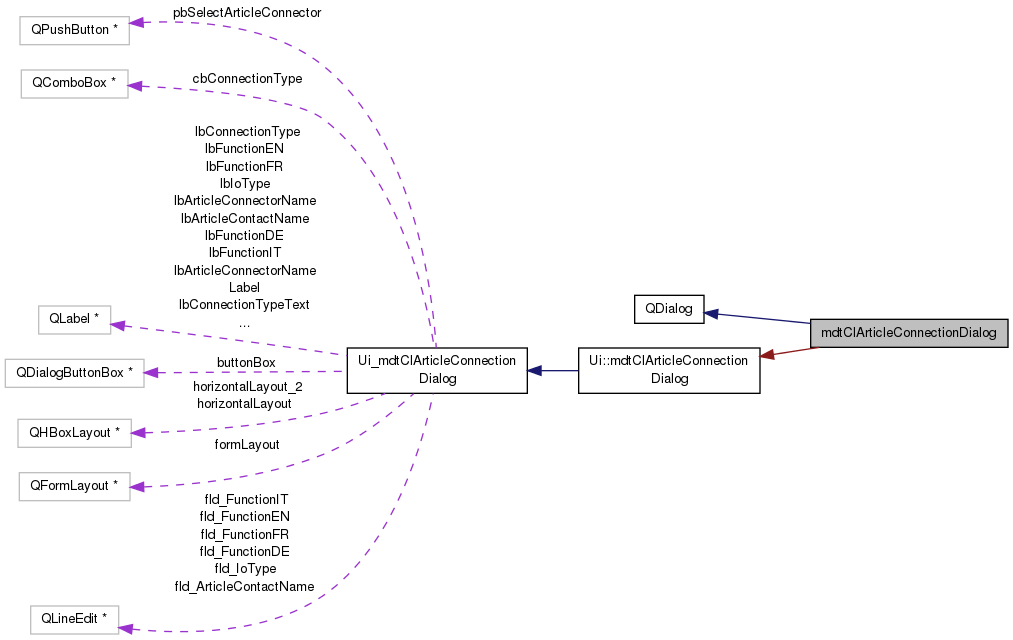 pbSelectArticleConnector
QPushButton *
cbConnectionType
QComboBox *
lbConnectionType
lbFunctionEN
lbFunctionFR
lbIoType
lbArticleConnectorName
lbArticleContactName
lbFunctionDE
lbFunctionIT
lbArticleConnectorName
Label
lbConnectionTypeText
...
QLabel *
buttonBox
QDialogButtonBox *
horizontalLayout_2
horizontalLayout
QHBoxLayout *
formLayout
QFormLayout *
fld_FunctionIT
fld_FunctionEN
fld_FunctionFR
fld_FunctionDE
fld_IoType
fld_ArticleContactName
QLineEdit *
Ui_mdtClArticleConnection
Dialog
Ui::mdtClArticleConnection
Dialog
QDialog
mdtClArticleConnectionDialog